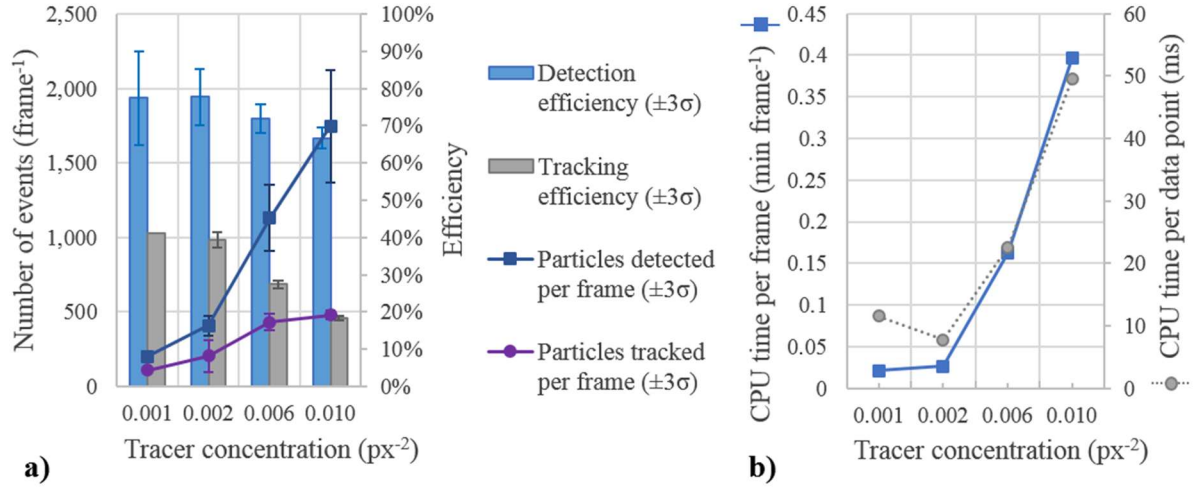 2,500
2,000
1,500
1,000
500
0
Number of events (frame⁻¹)
100%
90%
80%
70%
60%
50%
40%
30%
20%
10%
0%
Efficiency
0.001 0.002 0.006 0.010
Tracer concentration (px⁻²)
a)
Detection
efficiency (±3σ)
Tracking
efficiency (±3σ)
Particles detected
per frame (±3σ)
Particles tracked
per frame (±3σ)
CPU time per frame (min frame⁻¹)
0.45
0.4
0.35
0.3
0.25
0.2
0.15
0.1
0.05
0
60
50
40
30
20
10
0
CPU time per data point (ms)
0.001 0.002 0.006 0.010
Tracer concentration (px⁻²)
b)